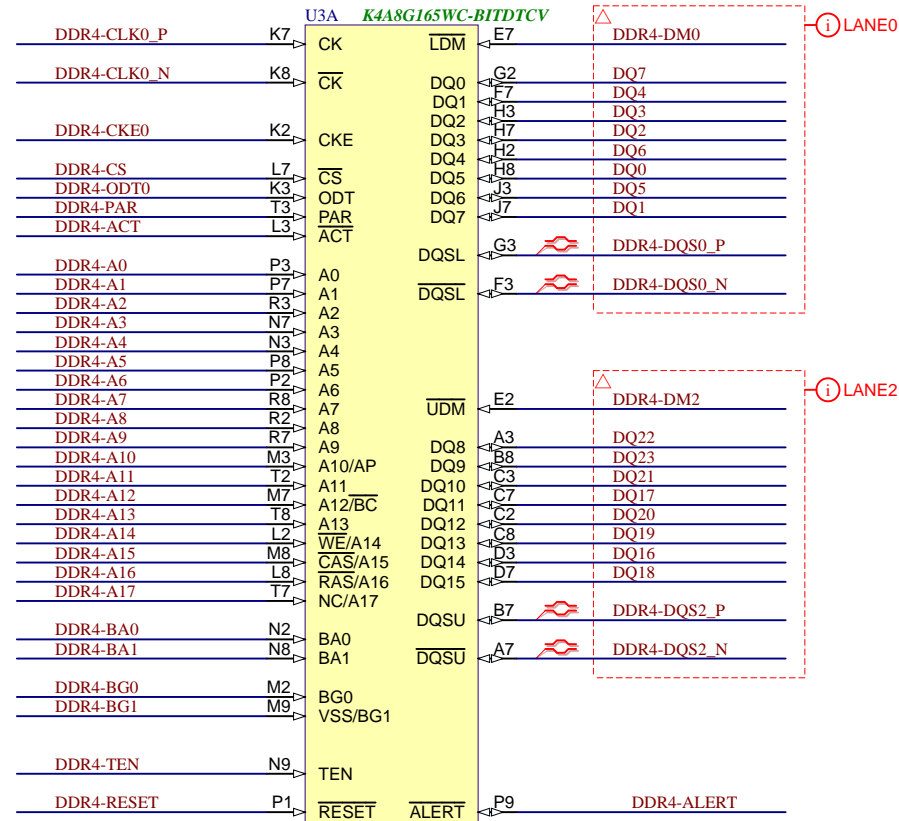 U3A K4A8G165WC-BITDTCV
DDR4-CLK0_P K7 CK LDM E7 DDR4-DM0 i LANE0
DDR4-CLK0_N K8 CK DQ0 G2 DQ7
DQ1 F7 DQ4
DQ2 H3 DQ3
DDR4-CKE0 K2 CKE DQ3 H7 DQ2
DQ4 H2 DQ6
DDR4-CS L7 CS DQ5 H8 DQ0
DDR4-ODT0 K3 ODT DQ6 J3 DQ5
DDR4-PAR T3 PAR DQ7 J7 DQ1
DDR4-ACT L3 ACT
DQSL G3 DDR4-DQS0_P
DDR4-A0 P3 A0
DDR4-A1 P7 A1 DQSL F3 DDR4-DQS0_N
DDR4-A2 R3 A2
DDR4-A3 N7 A3
DDR4-A4 N3 A4
DDR4-A5 P8 A5
DDR4-A6 P2 A6 i LANE2
DDR4-A7 R8 A7 UDM E2 DDR4-DM2
DDR4-A8 R2 A8
DDR4-A9 R7 A9 DQ8 A3 DQ22
DDR4-A10 M3 A10/AP DQ9 B8 DQ23
DDR4-A11 T2 A11 DQ10 C3 DQ21
DDR4-A12 M7 A12/BC DQ11 C7 DQ17
DDR4-A13 T8 A13 DQ12 C2 DQ20
DDR4-A14 L2 WE/A14 DQ13 C8 DQ19
DDR4-A15 M8 CAS/A15 DQ14 D3 DQ16
DDR4-A16 L8 RAS/A16 DQ15 D7 DQ18
DDR4-A17 T7 NC/A17
DQSU B7 DDR4-DQS2_P
DDR4-BA0 N2 BA0
DDR4-BA1 N8 BA1 DQSU A7 DDR4-DQS2_N
DDR4-BG0 M2 BG0
DDR4-BG1 M9 VSS/BG1
DDR4-TEN N9 TEN
DDR4-RESET P1 RESET ALERT P9 DDR4-ALERT